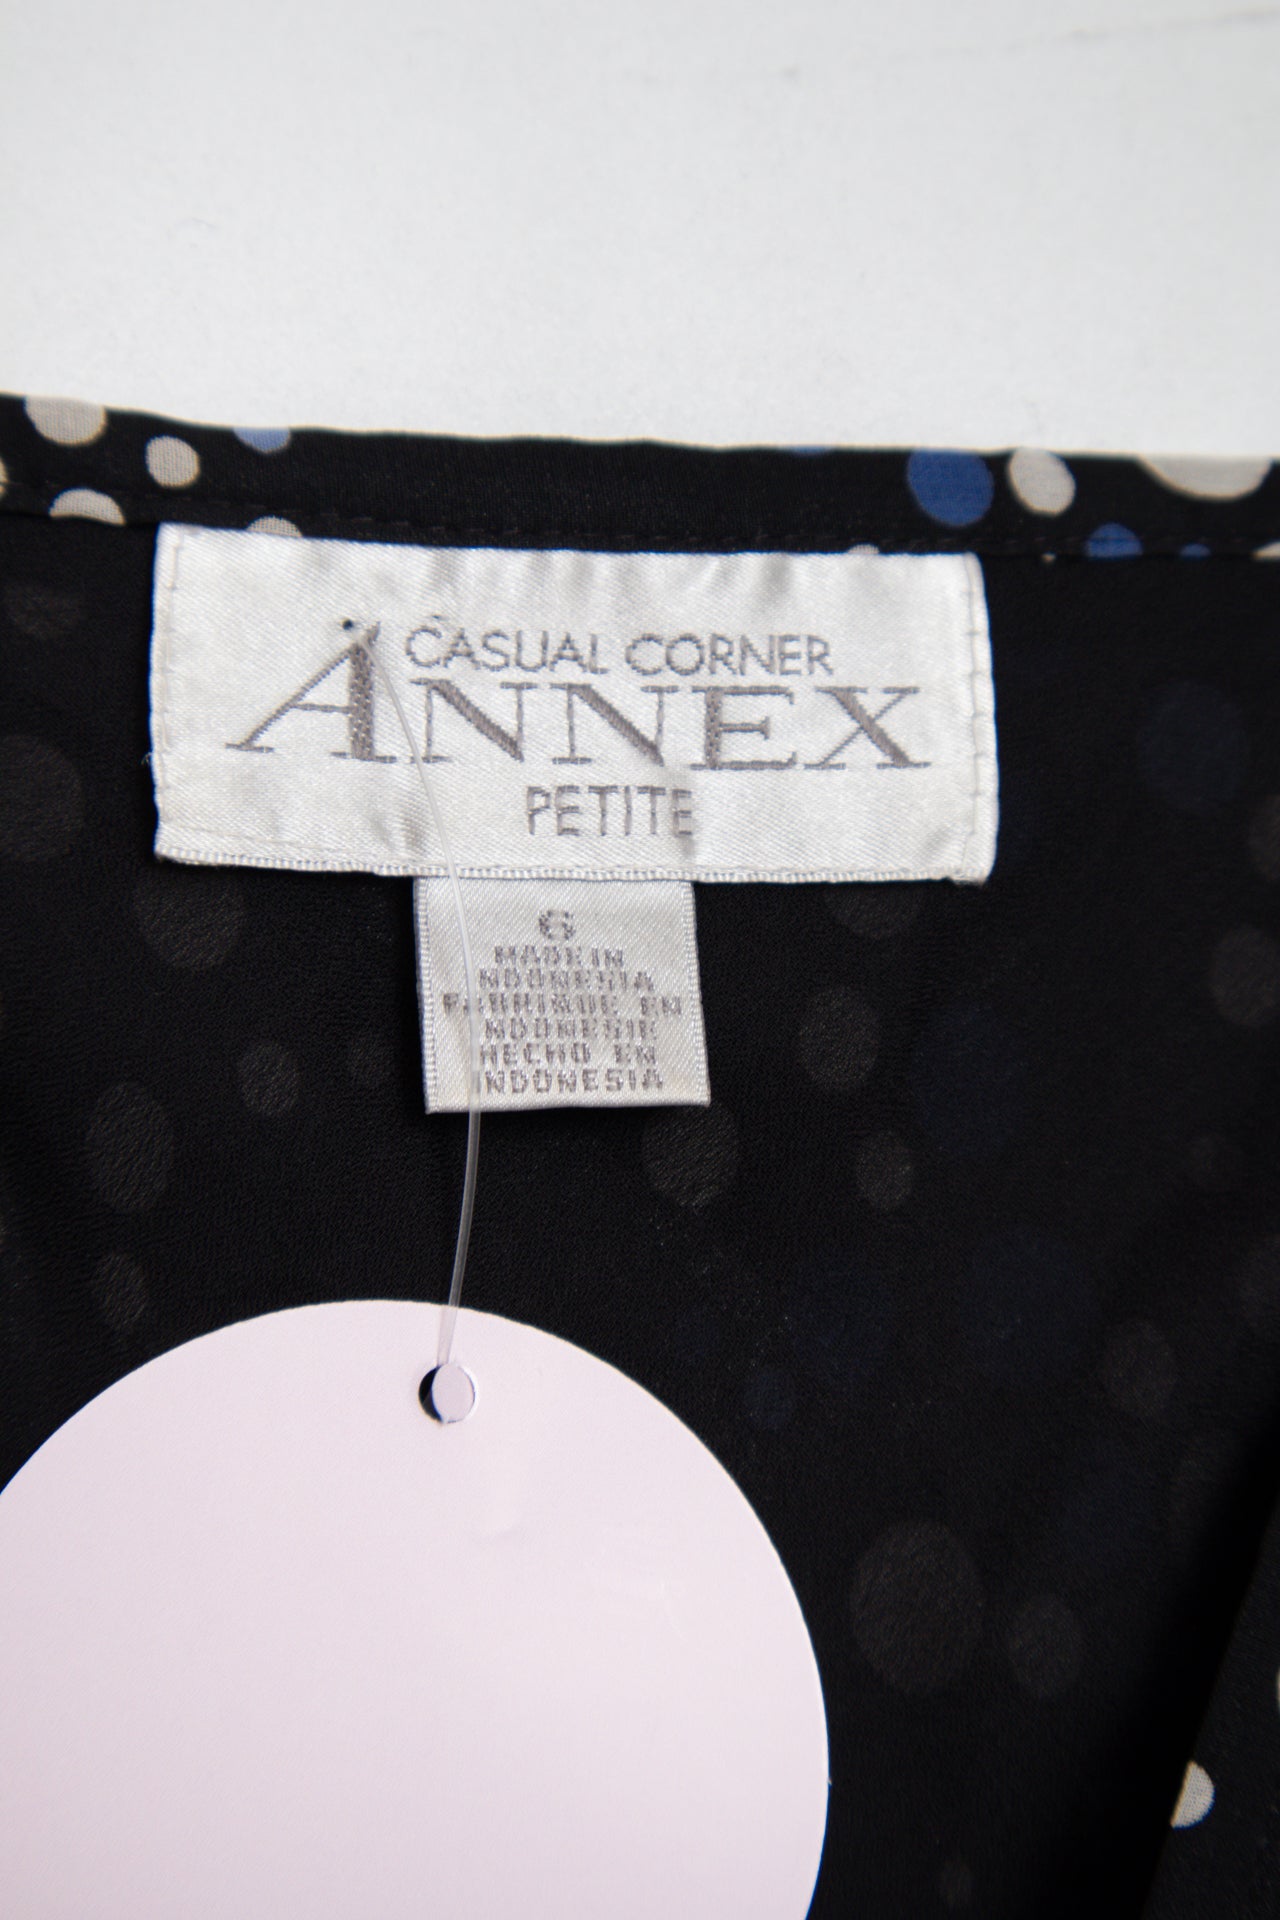 CASUAL CORNER
ANNEX
PETITE
6
MADE IN
INDONESIA
FABRIQUE EN
INDONESIE
HECHO EN
INDONESIA